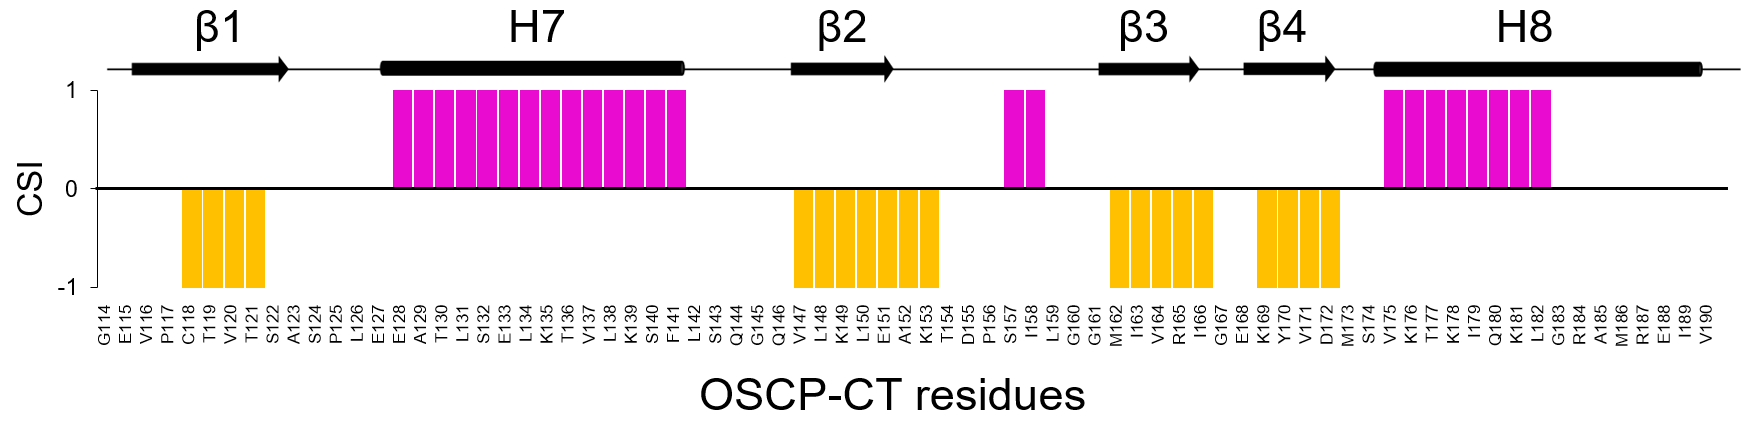 β1 H7 β2 β3 β4 H8
1
CSI
0
-1
G114 E115 V116 P117 C118 T119 V120 T121 S122 A123 S124 P125 L126 E127 E128 A129 T130 L131 S132 E133 L134 K135 T136 V137 L138 K139 S140 F141 L142 S143 Q144 G145 Q146 V147 L148 K149 L150 E151 A152 K153 T154 D155 P156 S157 I158 L159 G160 G161 M162 I163 V164 R165 I166 G167 E168 K169 Y170 V171 D172 M173 S174 V175 K176 T177 K178 I179 Q180 K181 L182 G183 R184 A185 M186 R187 E188 I189 V190
OSCP-CT residues